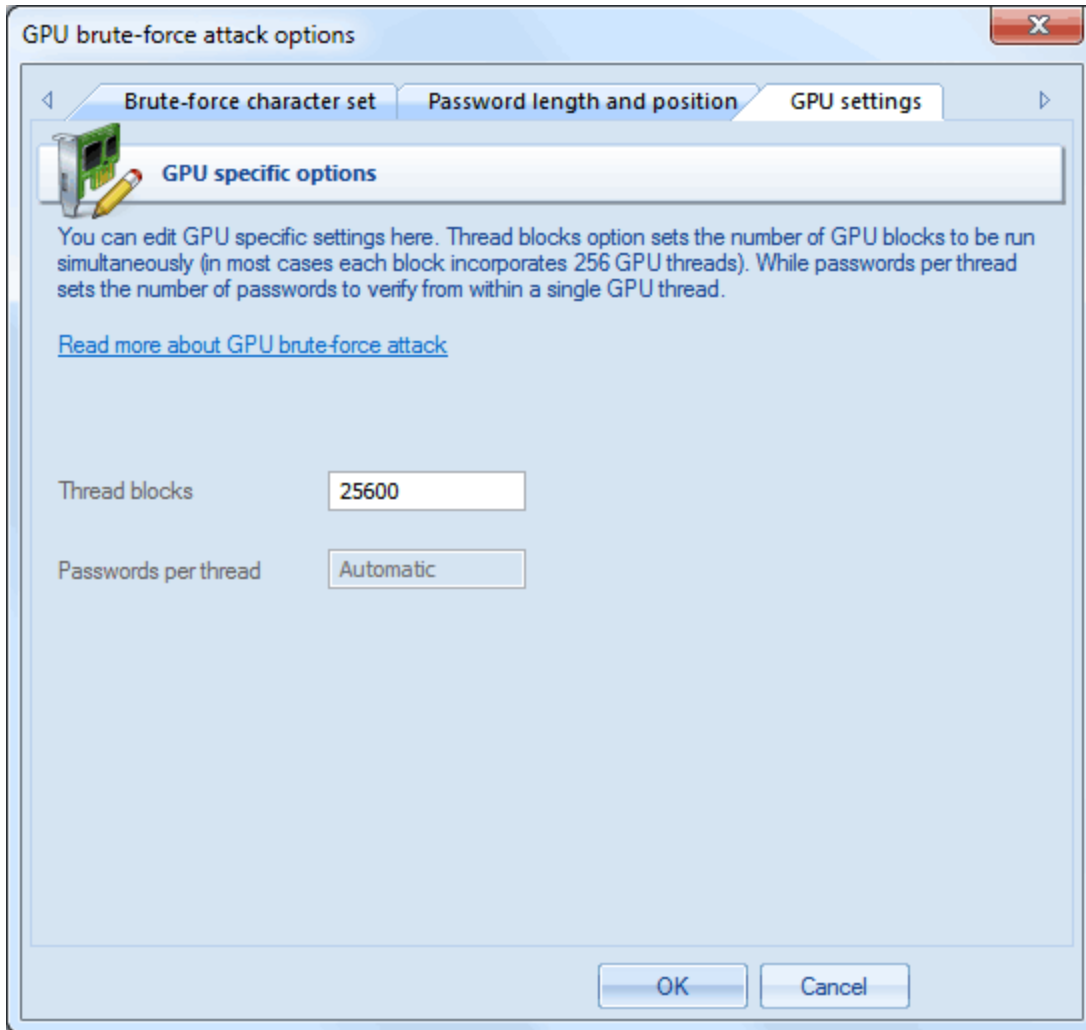 GPU brute-force attack options
Brute-force character set
Password length and position
GPU settings
GPU specific options
You can edit GPU specific settings here. Thread blocks option sets the number of GPU blocks to be run
simultaneously (in most cases each block incorporates 256 GPU threads). While passwords per thread
sets the number of passwords to verify from within a single GPU thread.
Read more about GPU brute-force attack
Thread blocks
25600
Passwords per thread
Automatic
OK
Cancel